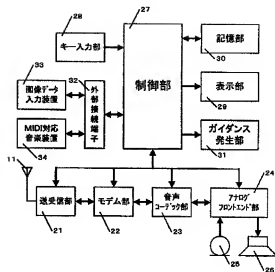 28
27
キー入力部
記憶部
33
32
30
画像データ
入力装置
外部接続端子
制御部
表示部
29
MIDI対応
音楽装置
ガイダンス
発生部
34
31
11
24
送受信部
モデム部
音声
コーデック部
アナログ
フロントエンド部
21
22
23
25
26